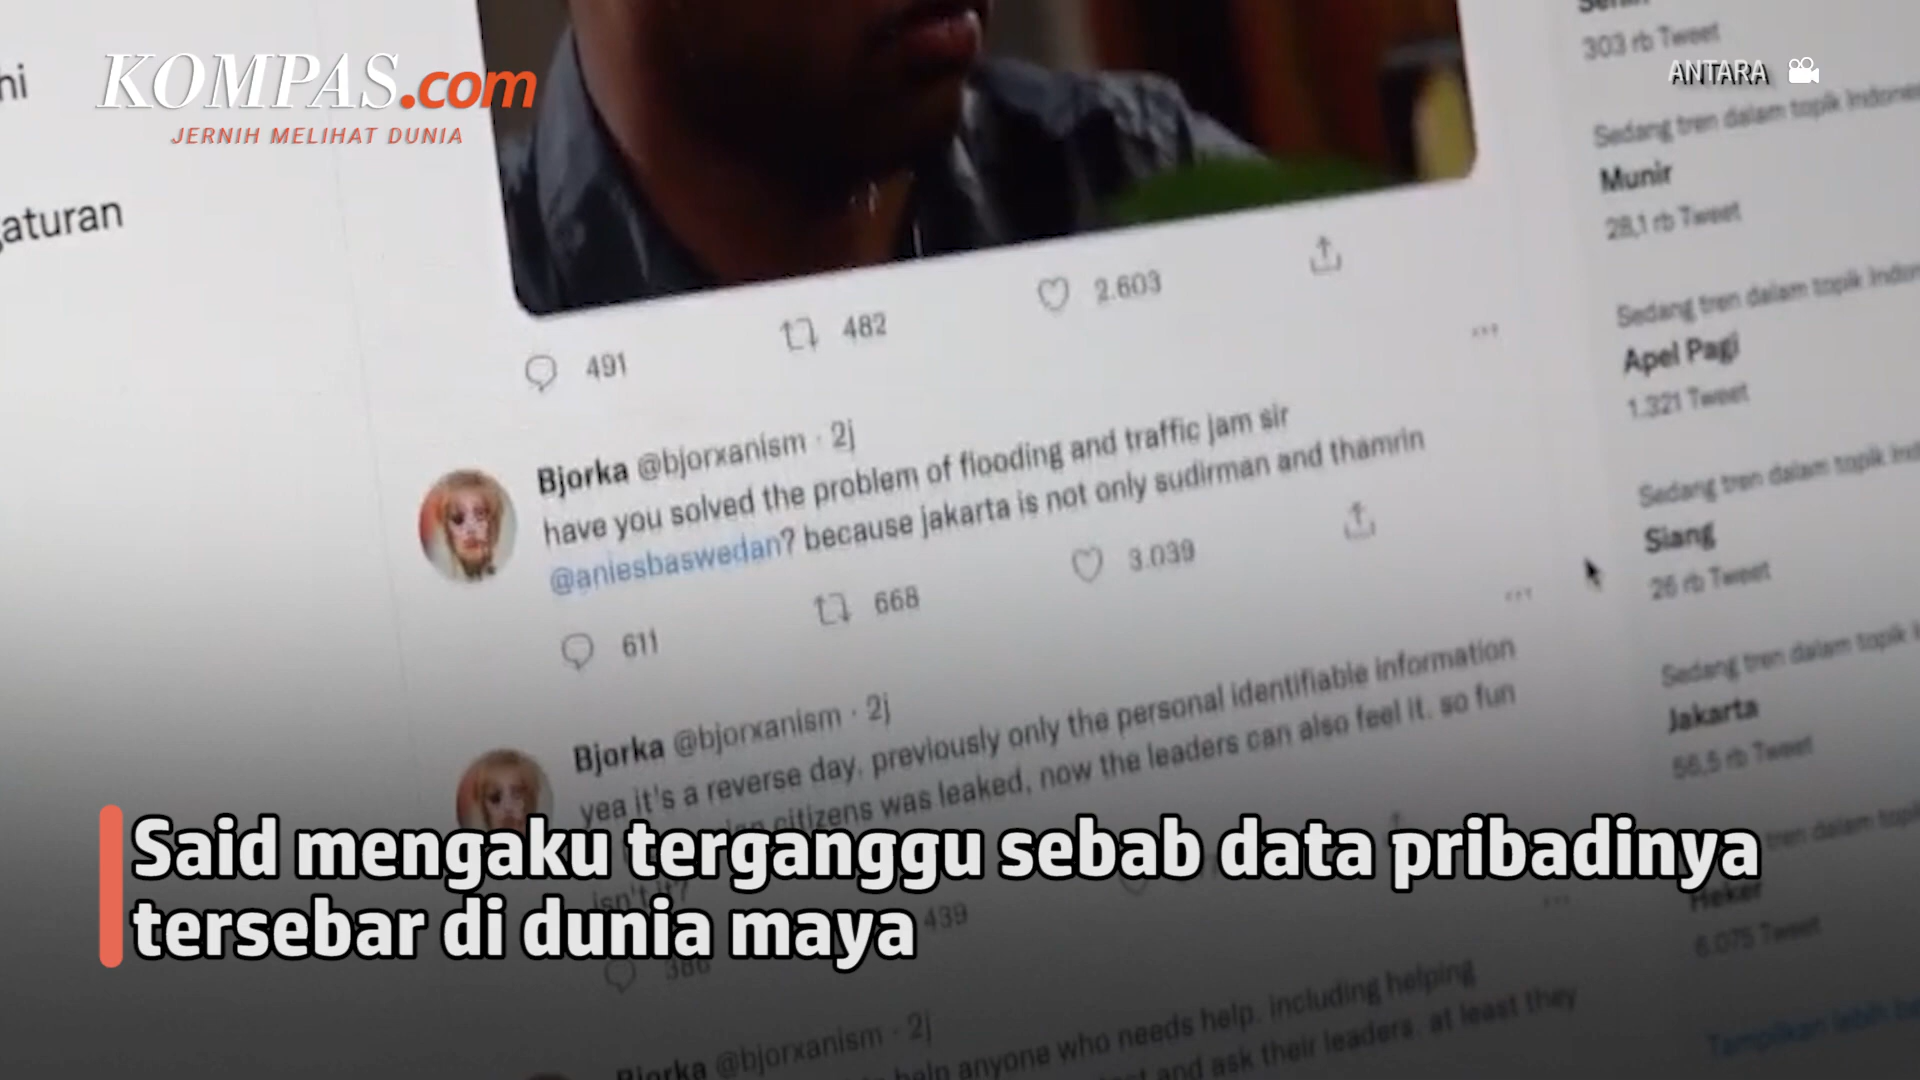 KOMPAS.com
JERNIH MELIHAT DUNIA
ANTARA
hi
aturan
303 rb Tweet
Sedang tren dalam topik Indones
Munir
28,1 rb Tweet
Sedang tren dalam topik Indon
Apel Pagi
1.321 Tweet
Sedang tren dalam topik Ind
Siang
26 rb Tweet
Sedang tren dalam topik I
Jakarta
56,5 rb Tweet
tren dalam topik
Heker
6.075 Tweet
Tampilkan lebih ba
491 482 2.603
Bjorka @bjorxanism · 2j
have you solved the problem of flooding and traffic jam sir
@aniesbaswedan? because jakarta is not only sudirman and thamrin
611 668 3.039
Bjorka @bjorxanism · 2j
yea it's a reverse day, previously only the personal identifiable information
citizens was leaked, now the leaders can also feel it. so fun
isn't it?
386 439
Bjorka @bjorxanism · 2j
help anyone who needs help. including helping
and ask their leaders. at least they
Said mengaku terganggu sebab data pribadinya
tersebar di dunia maya